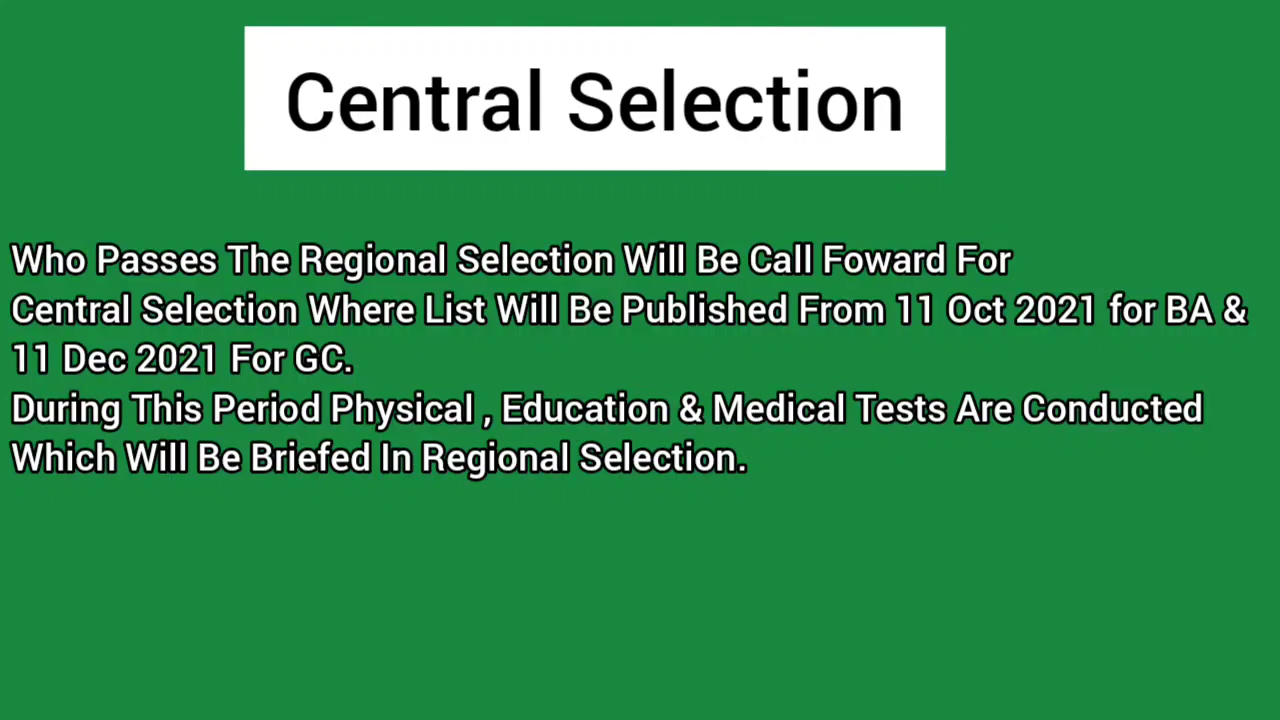 Central Selection
Who Passes The Regional Selection Will Be Call Foward For
Central Selection Where List Will Be Published From 11 Oct 2021 for BA &
11 Dec 2021 For GC.
During This Period Physical , Education & Medical Tests Are Conducted
Which Will Be Briefed In Regional Selection.